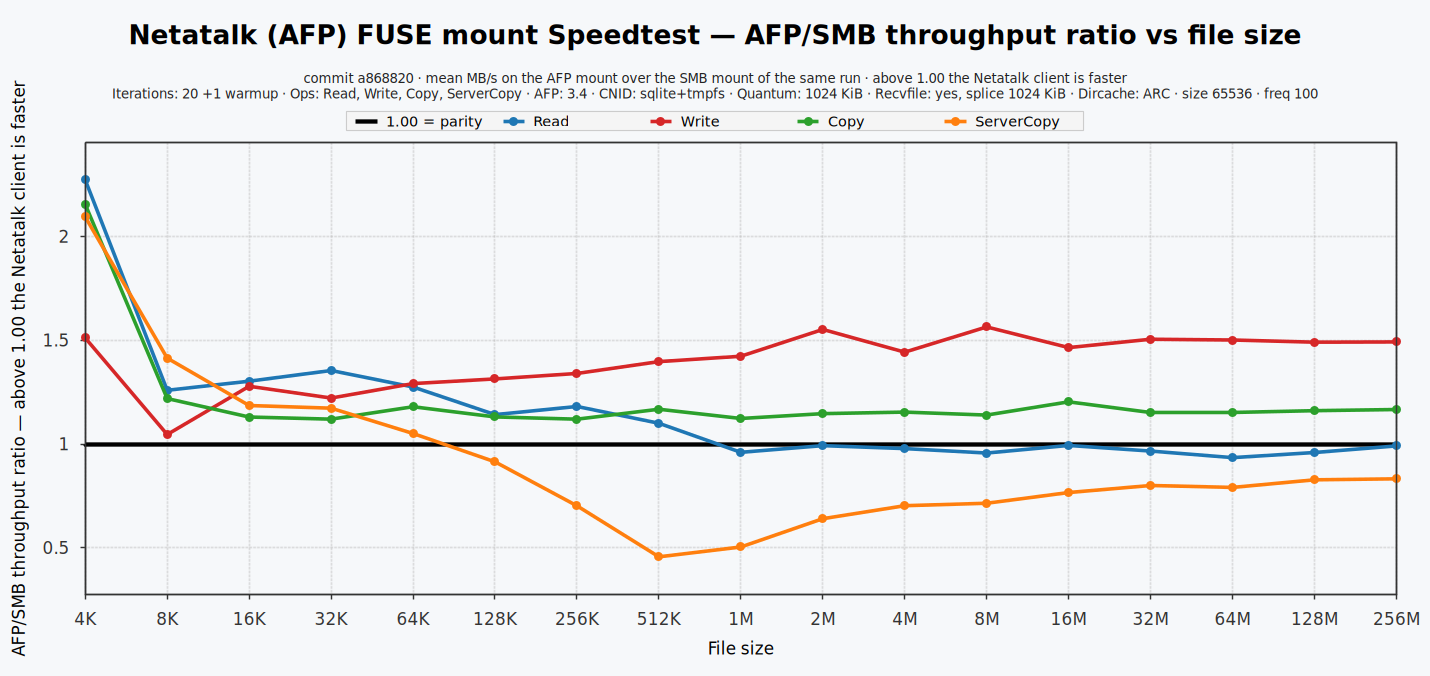 Netatalk (AFP) FUSE mount Speedtest — AFP/SMB throughput ratio vs file size
commit a868820 · mean MB/s on the AFP mount over the SMB mount of the same run · above 1.00 the Netatalk client is faster
Iterations: 20 +1 warmup · Ops: Read, Write, Copy, ServerCopy · AFP: 3.4 · CNID: sqlite+tmpfs · Quantum: 1024 KiB · Recvfile: yes, splice 1024 KiB · Dircache: ARC · size 65536 · freq 100
1.00 = parity Read Write Copy ServerCopy
AFP/SMB throughput ratio — above 1.00 the Netatalk client is faster
2
1.5
1
0.5
4K 8K 16K 32K 64K 128K 256K 512K 1M 2M 4M 8M 16M 32M 64M 128M 256M
File size